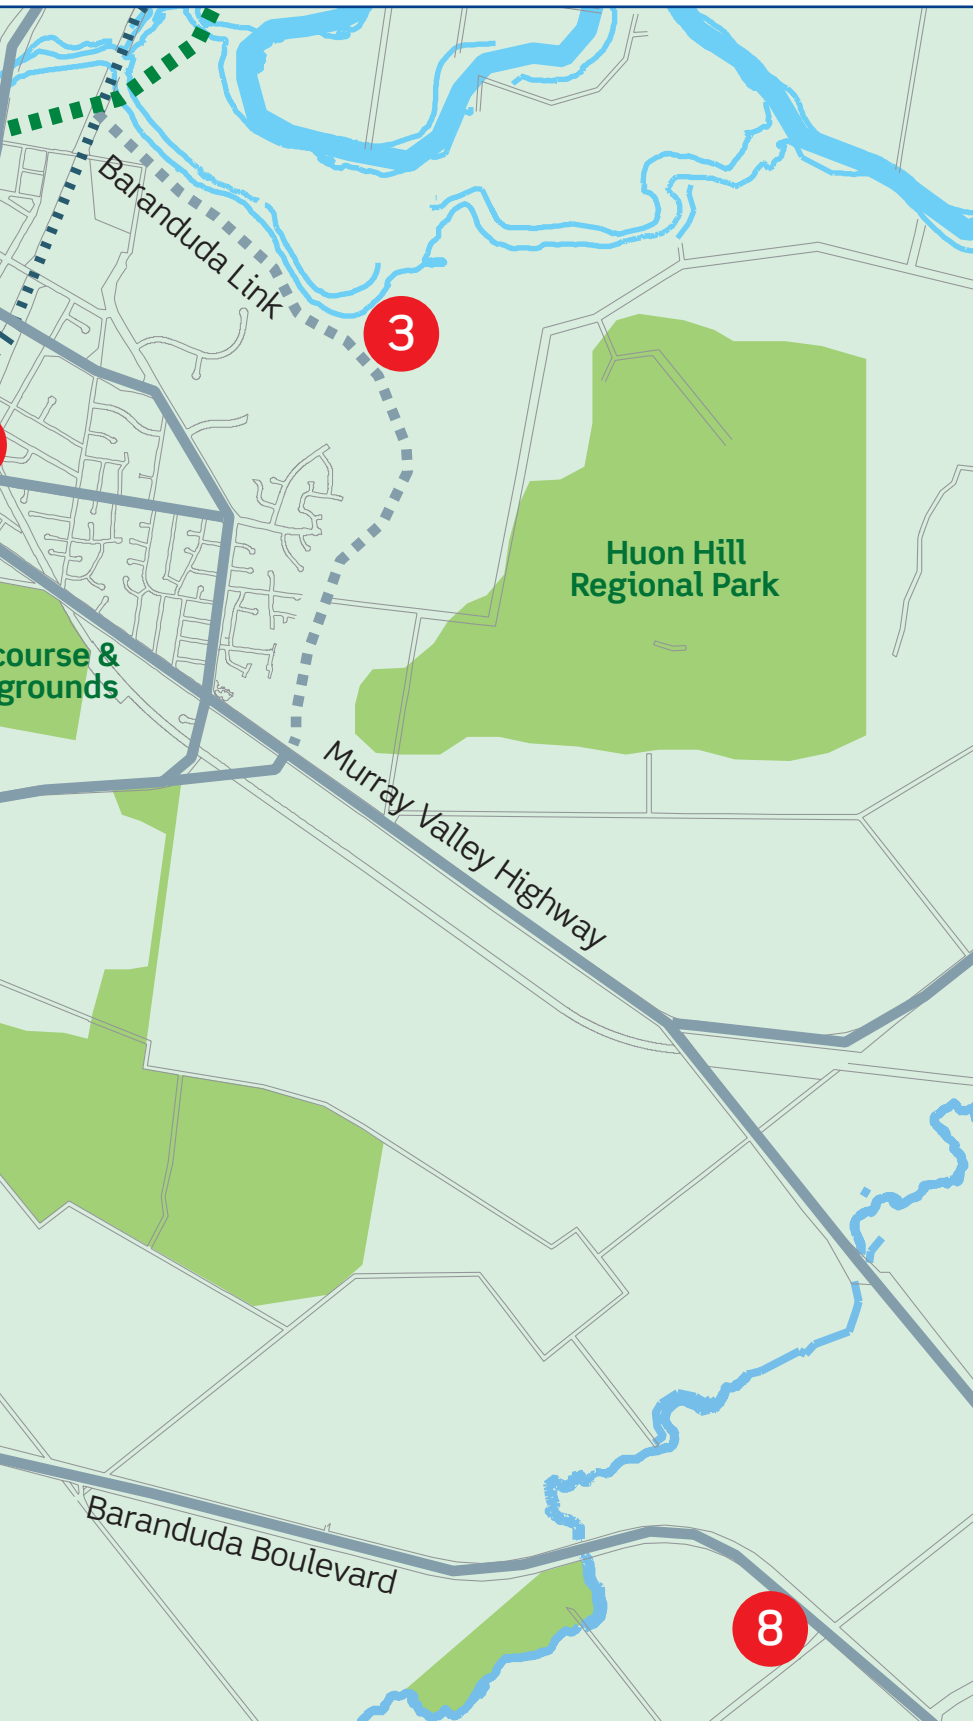 Baranduda Link
3
Huon Hill
Regional Park
course &
grounds
Murray Valley Highway
Baranduda Boulevard
8